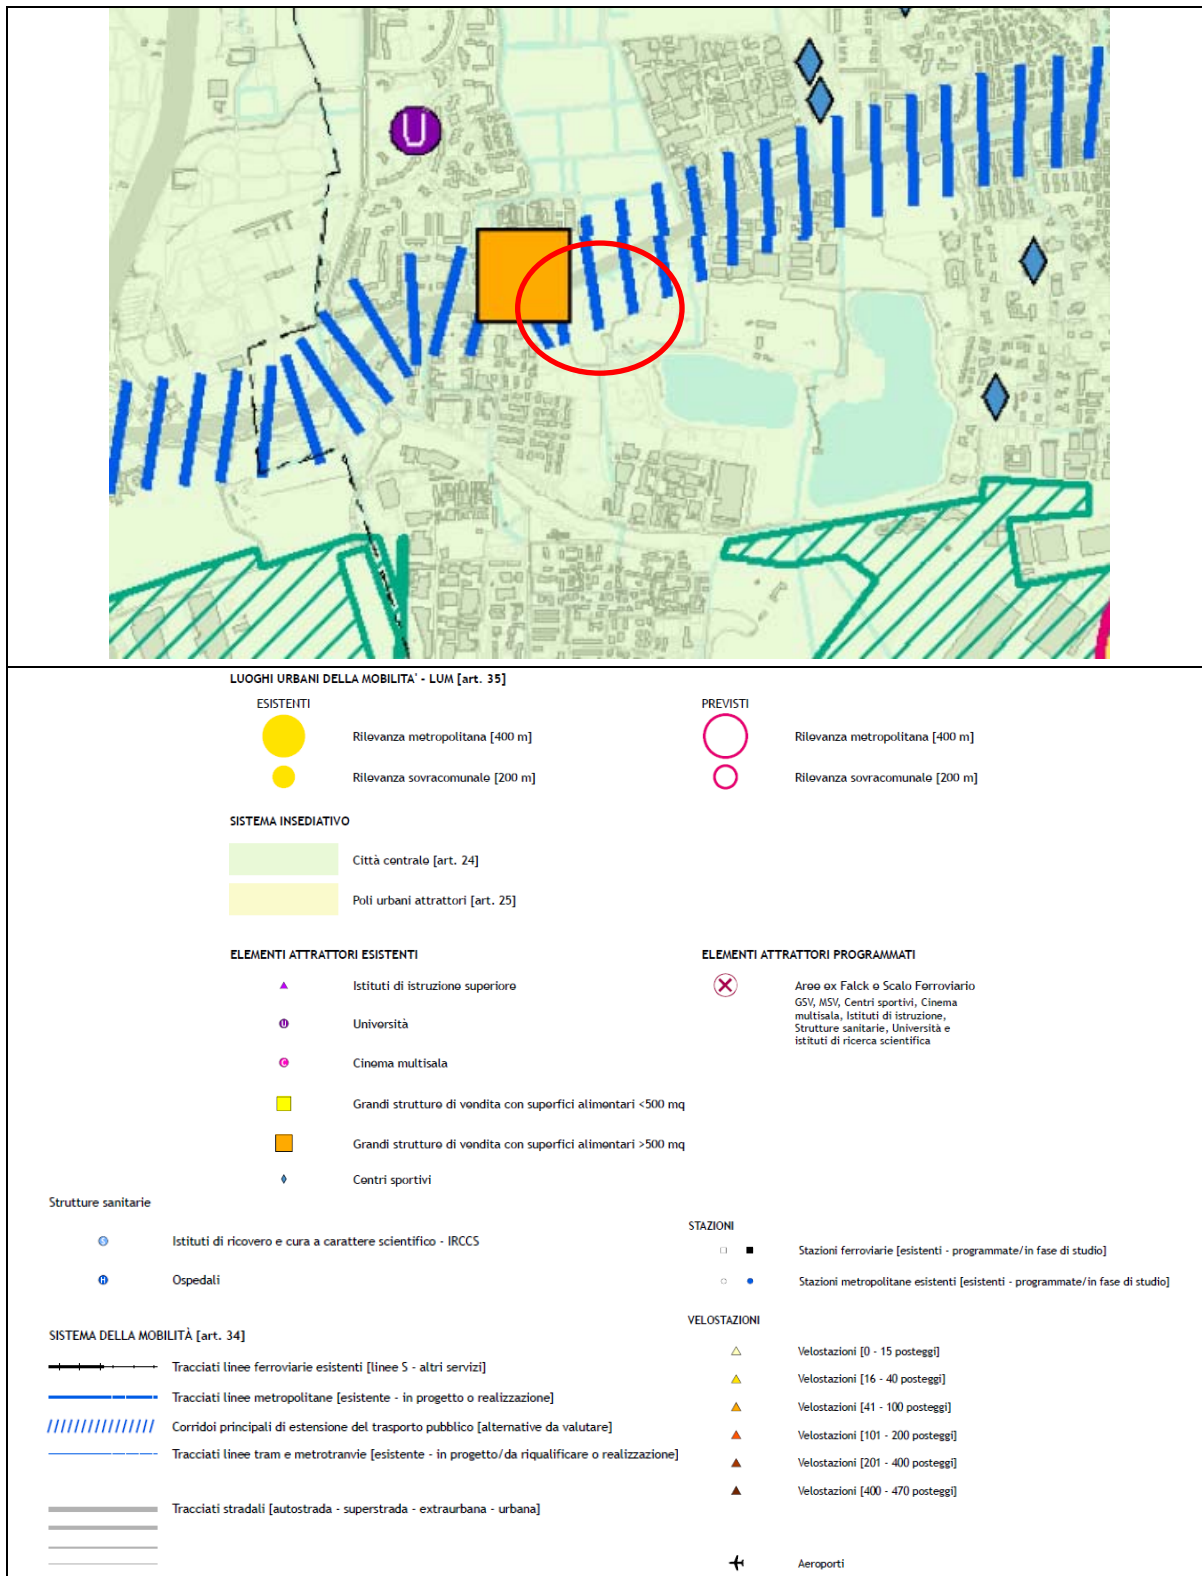 U
LUOGHI URBANI DELLA MOBILITA' - LUM [art. 35]
ESISTENTI
Rilevanza metropolitana [400 m]
Rilevanza sovracomunale [200 m]
PREVISTI
Rilevanza metropolitana [400 m]
Rilevanza sovracomunale [200 m]
SISTEMA INSEDIATIVO
Città centrale [art. 24]
Poli urbani attrattori [art. 25]
ELEMENTI ATTRATTORI ESISTENTI
Istituti di istruzione superiore
U
Università
C
Cinema multisala
Grandi strutture di vendita con superfici alimentari <500 mq
Grandi strutture di vendita con superfici alimentari >500 mq
Centri sportivi
ELEMENTI ATTRATTORI PROGRAMMATI
Aree ex Falck e Scalo Ferroviario
GSV, MSV, Centri sportivi, Cinema
multisala, Istituti di istruzione,
Strutture sanitarie, Università e
istituti di ricerca scientifica
Strutture sanitarie
S
Istituti di ricovero e cura a carattere scientifico - IRCCS
H
Ospedali
SISTEMA DELLA MOBILITÀ [art. 34]
Tracciati linee ferroviarie esistenti [linee S - altri servizi]
Tracciati linee metropolitane [esistente - in progetto o realizzazione]
Corridoi principali di estensione del trasporto pubblico [alternative da valutare]
Tracciati linee tram e metrotranvie [esistente - in progetto/da riqualificare o realizzazione]
Tracciati stradali [autostrada - superstrada - extraurbana - urbana]
STAZIONI
Stazioni ferroviarie [esistenti - programmate/in fase di studio]
Stazioni metropolitane esistenti [esistenti - programmate/in fase di studio]
VELOSTAZIONI
Velostazioni [0 - 15 posteggi]
Velostazioni [16 - 40 posteggi]
Velostazioni [41 - 100 posteggi]
Velostazioni [101 - 200 posteggi]
Velostazioni [201 - 400 posteggi]
Velostazioni [400 - 470 posteggi]
Aeroporti